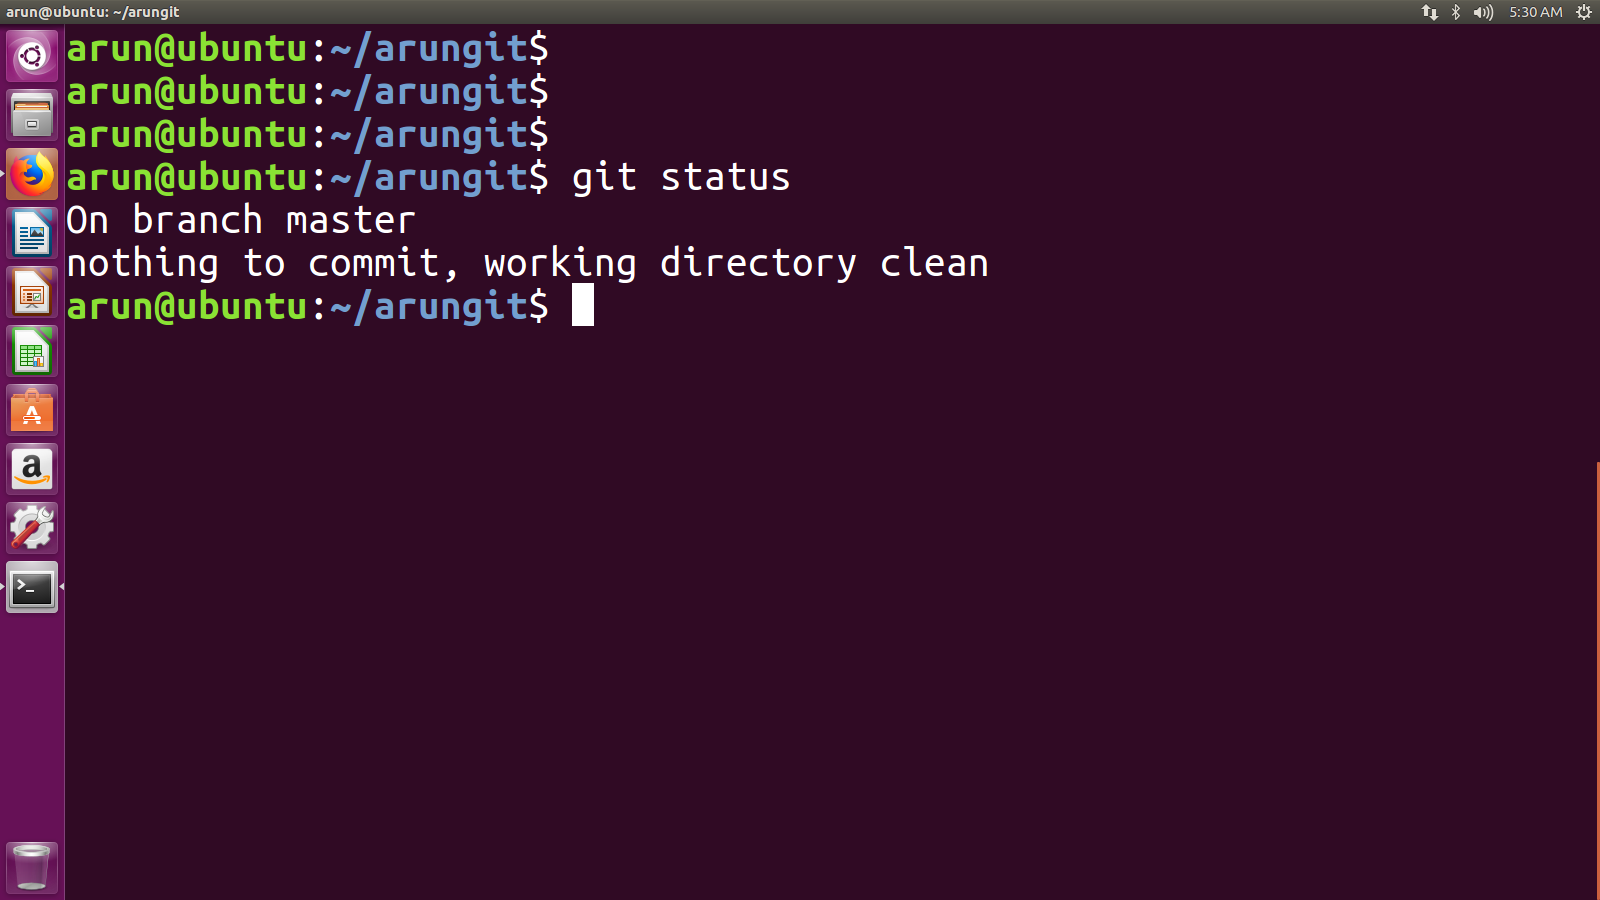 arun@ubuntu: ~/arungit
5:30 AM
arun@ubuntu:~/arungit$
arun@ubuntu:~/arungit$
arun@ubuntu:~/arungit$
arun@ubuntu:~/arungit$ git status
On branch master
nothing to commit, working directory clean
arun@ubuntu:~/arungit$